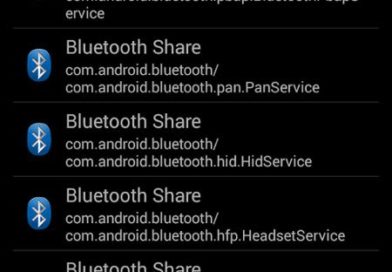 ervice
Bluetooth Share
com.android.bluetooth/
com.android.bluetooth.pan.PanService
Bluetooth Share
com.android.bluetooth/
com.android.bluetooth.hid.HidService
Bluetooth Share
com.android.bluetooth/
com.android.bluetooth.hfp.HeadsetService
Bluetooth Share